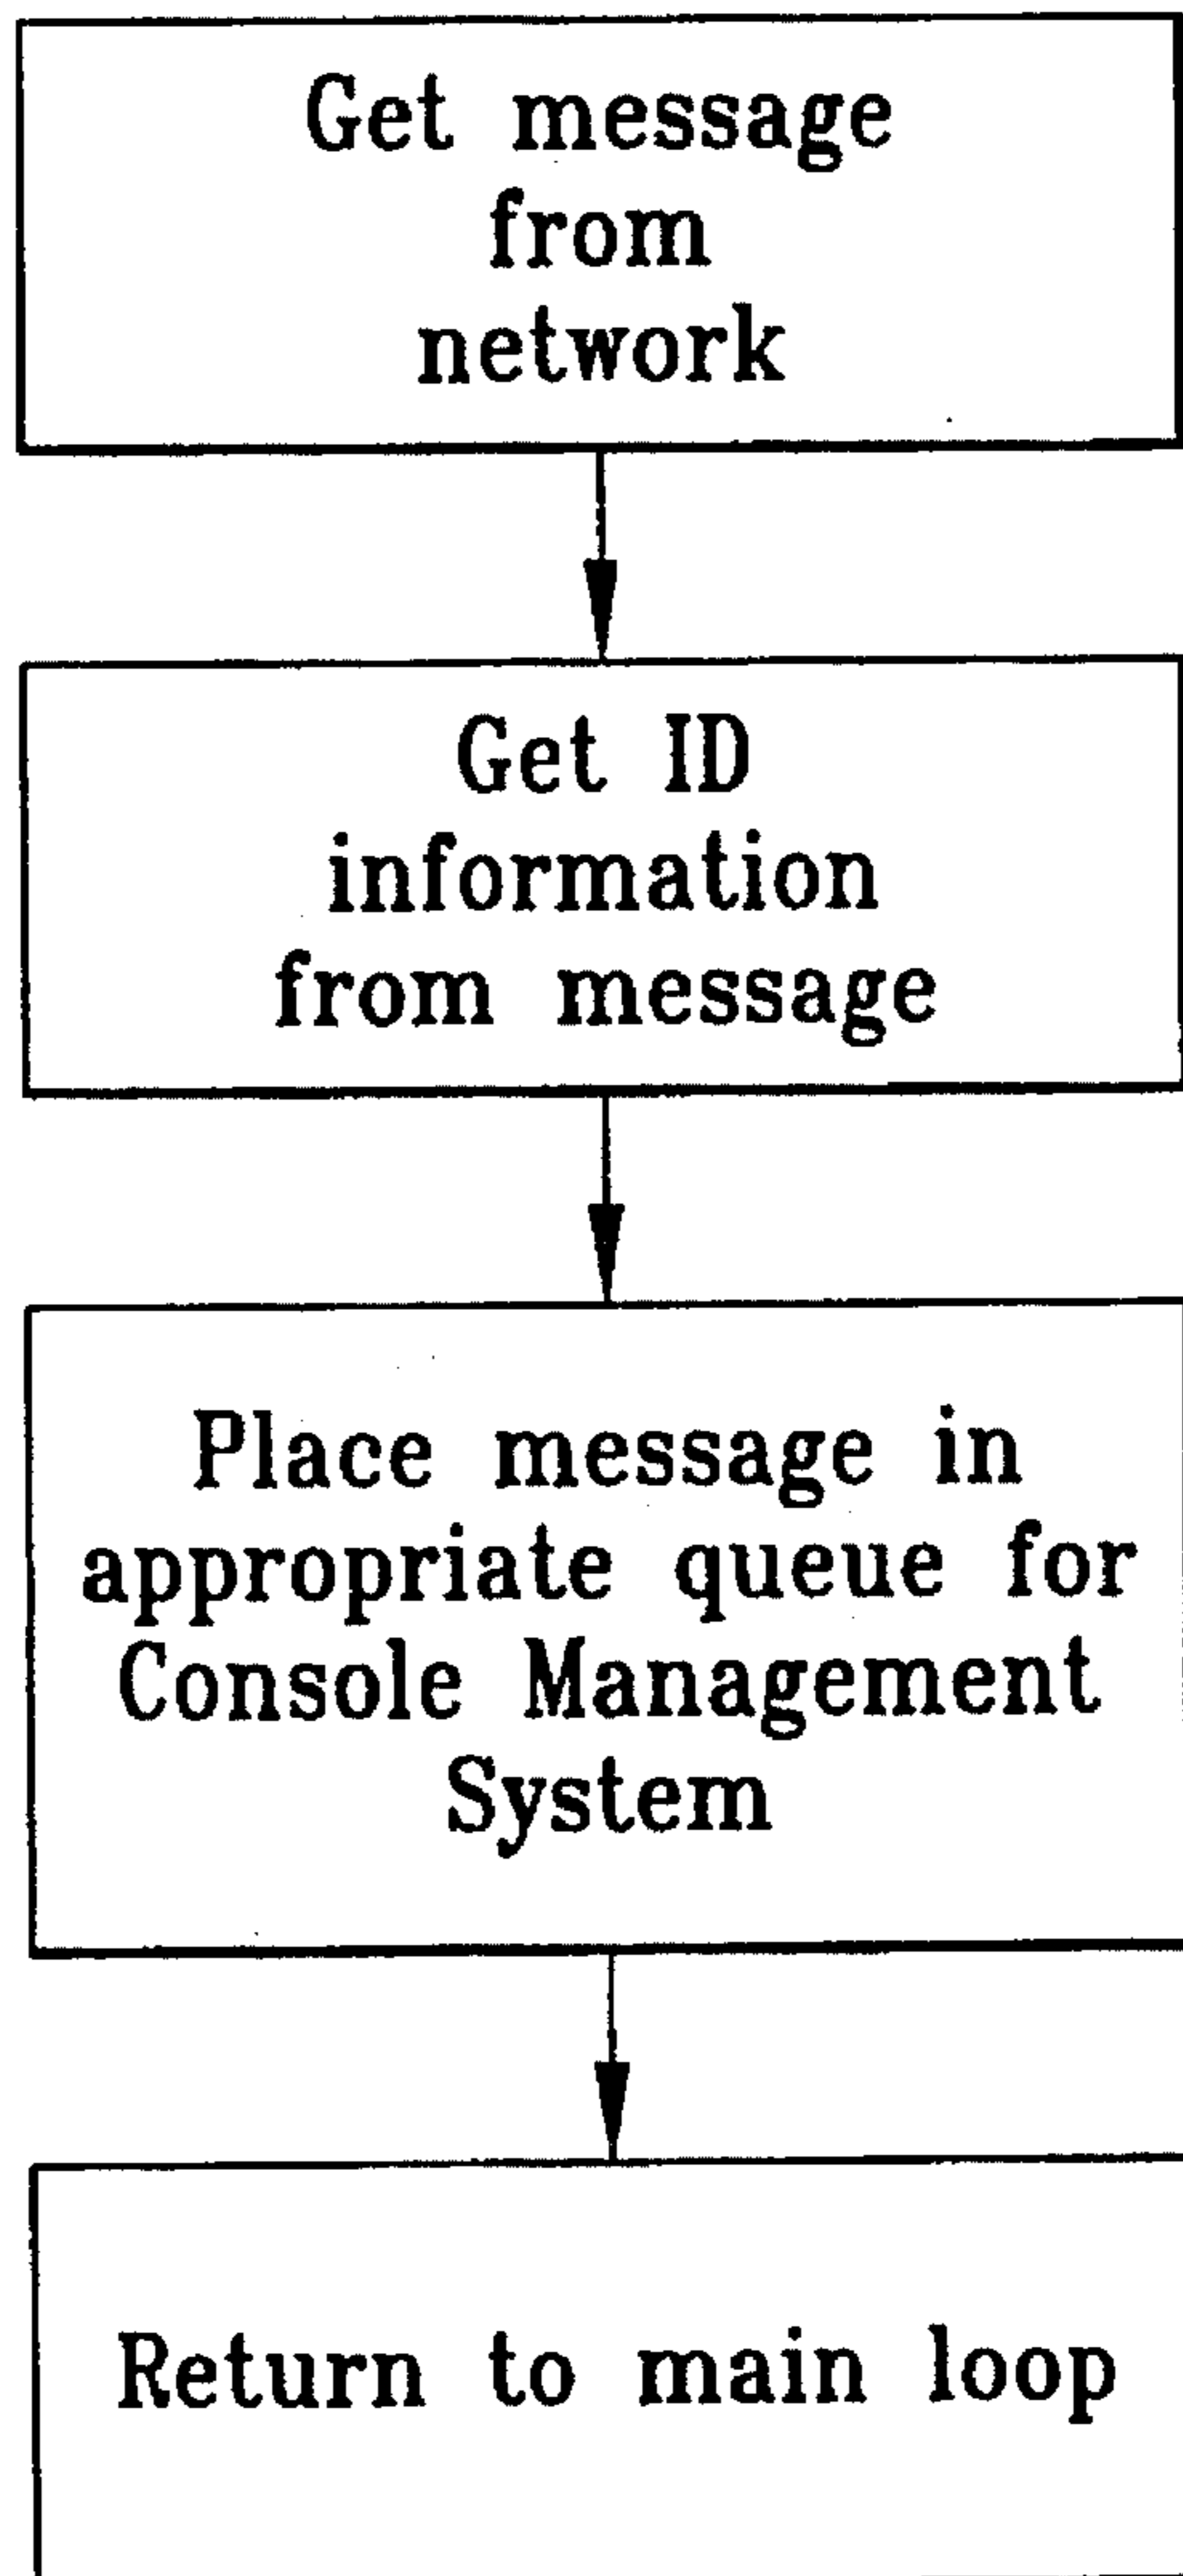 Get message
from
network
Get ID
information
from message
Place message in
appropriate queue for
Console Management
System
Return to main loop